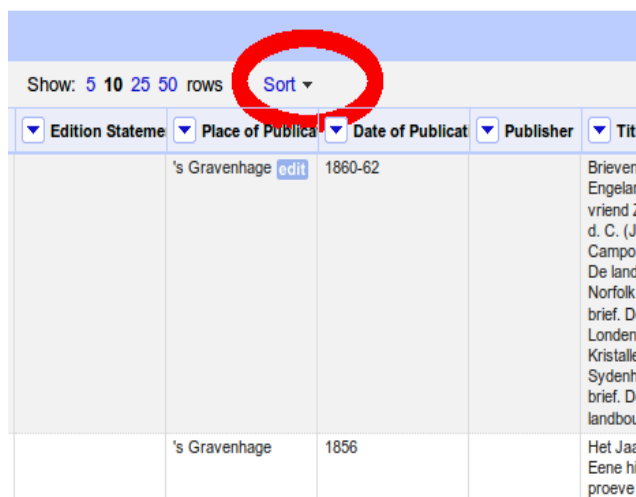 Show: 5 10 25 50 rows Sort
Edition Stateme Place of Publica Date of Publicati Publisher Tit
's Gravenhage edit 1860-62 Brieven
Engelan
vriend
d. C. (J
Campo
De land
Norfolk
brief. D
Londen
Kristalle
Sydenh
brief. D
landbou
's Gravenhage 1856 Het Jaa
Eene hi
proeve